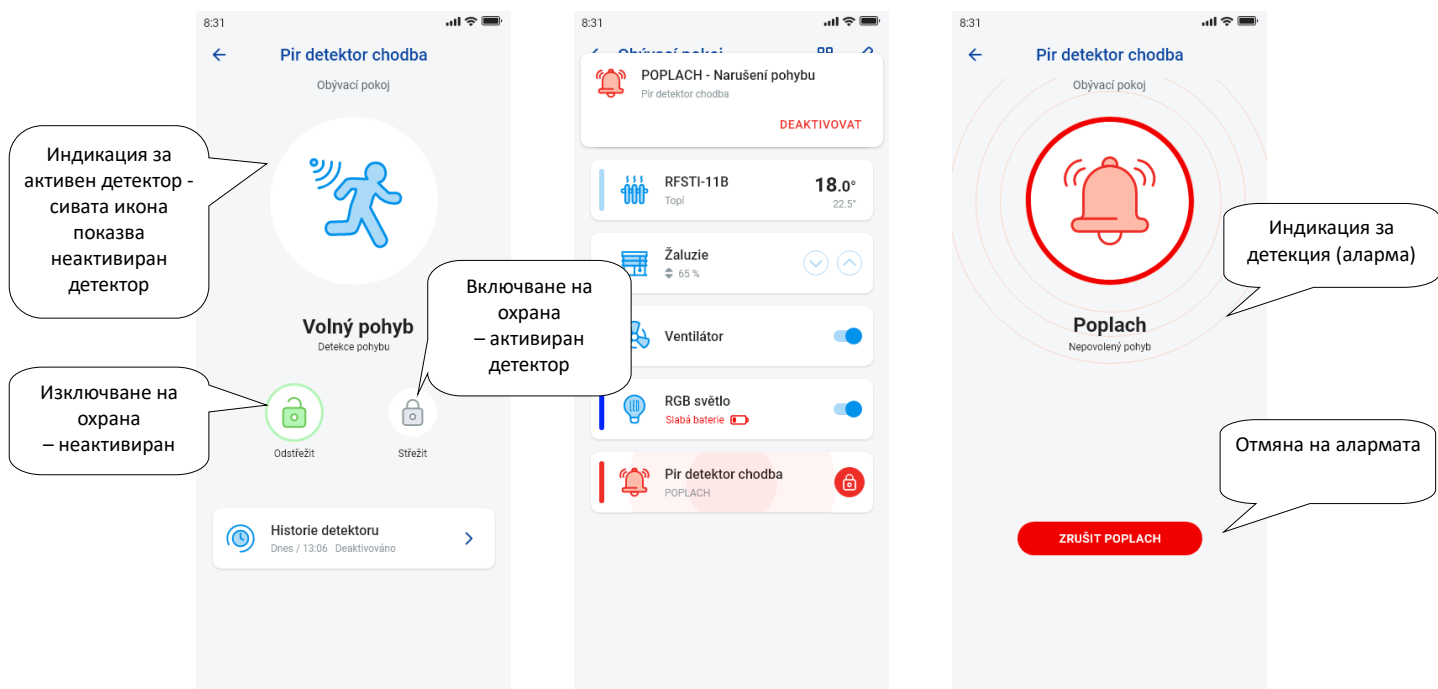 8:31
Pir detektor chodba
Obývací pokoj
Индикация за
активен детектор -
сивата икона
показва
неактивиран
детектор
Volný pohyb
Detekce pohybu
Изключване на
охрана
– неактивиран
Odstřežit
Střežit
Включване на
охрана
– активиран
детектор
Historie detektoru
Dnes / 13:06 Deaktivováno
8:31
Obývací pokoj
POPLACH - Narušení pohybu
Pir detektor chodba
DEAKTIVOVAT
RFSTI-11B
Topí
18.0°
22.5°
Žaluzie
65 %
Ventilátor
RGB světlo
LED
Slabá baterie
Pir detektor chodba
POPLACH
8:31
Pir detektor chodba
Obývací pokoj
Индикация за
детекция (аларма)
Poplach
Nepovolený pohyb
Отмяна на алармата
ZRUŠIT POPLACH